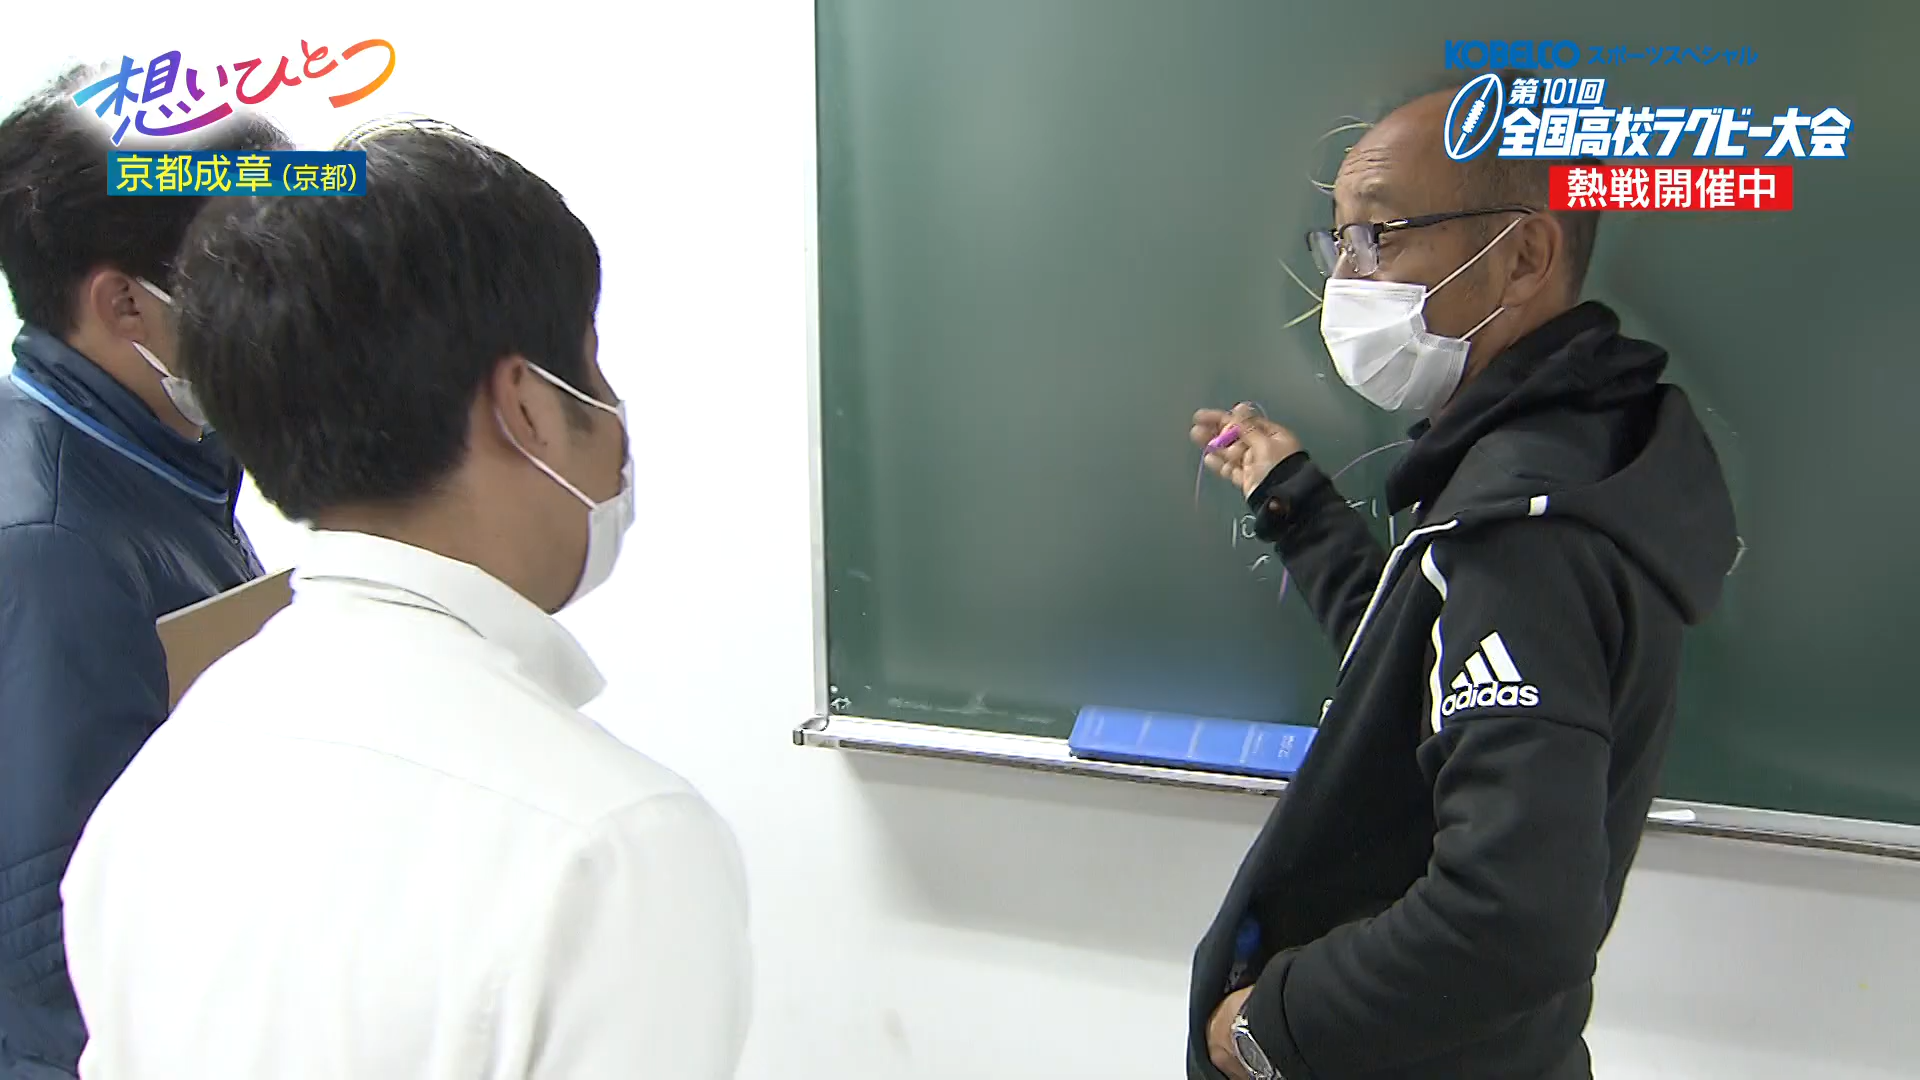 想いひとつ
京都成章（京都）
KOBELCO スポーツスペシャル
第101回
全国高校ラグビー大会
熱戦開催中
adidas